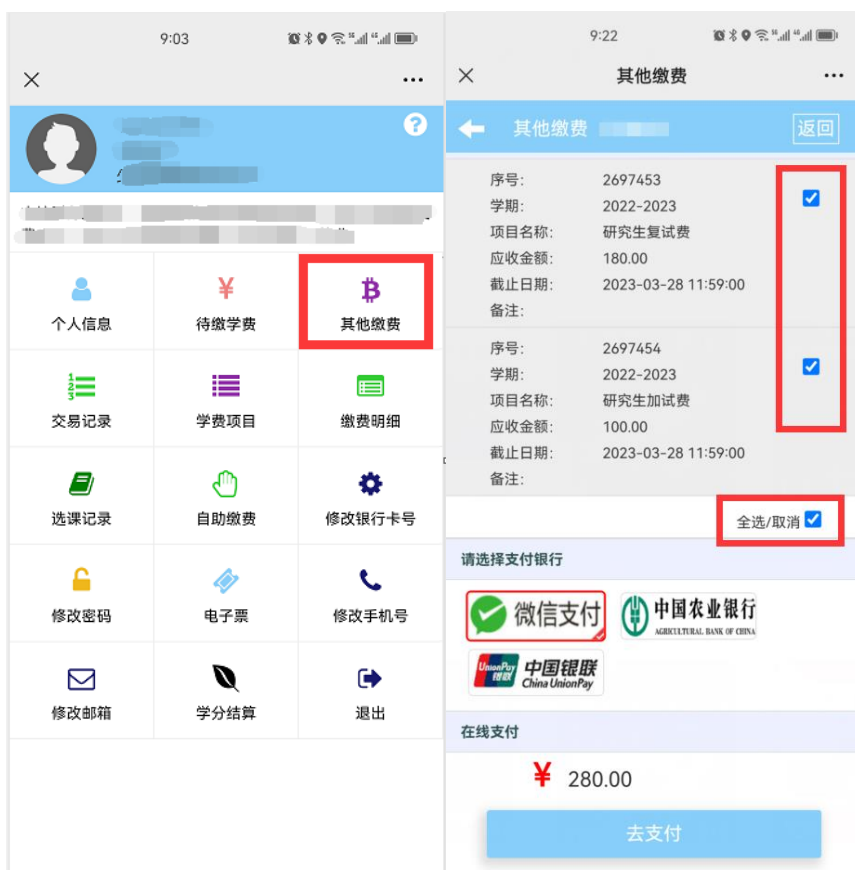 9:03
个人信息 待缴学费 其他缴费
交易记录 学费项目 缴费明细
选课记录 自助缴费 修改银行卡号
修改密码 电子票 修改手机号
修改邮箱 学分结算 退出
9:22
其他缴费
其他缴费 返回
序号: 2697453
学期: 2022-2023
项目名称: 研究生复试费
应收金额: 180.00
截止日期: 2023-03-28 11:59:00
备注:
序号: 2697454
学期: 2022-2023
项目名称: 研究生加试费
应收金额: 100.00
截止日期: 2023-03-28 11:59:00
备注:
全选/取消
请选择支付银行
微信支付 中国农业银行
AGRICULTURAL BANK OF CHINA
UnionPay 银联 中国银联
China UnionPay
在线支付
¥ 280.00
去支付